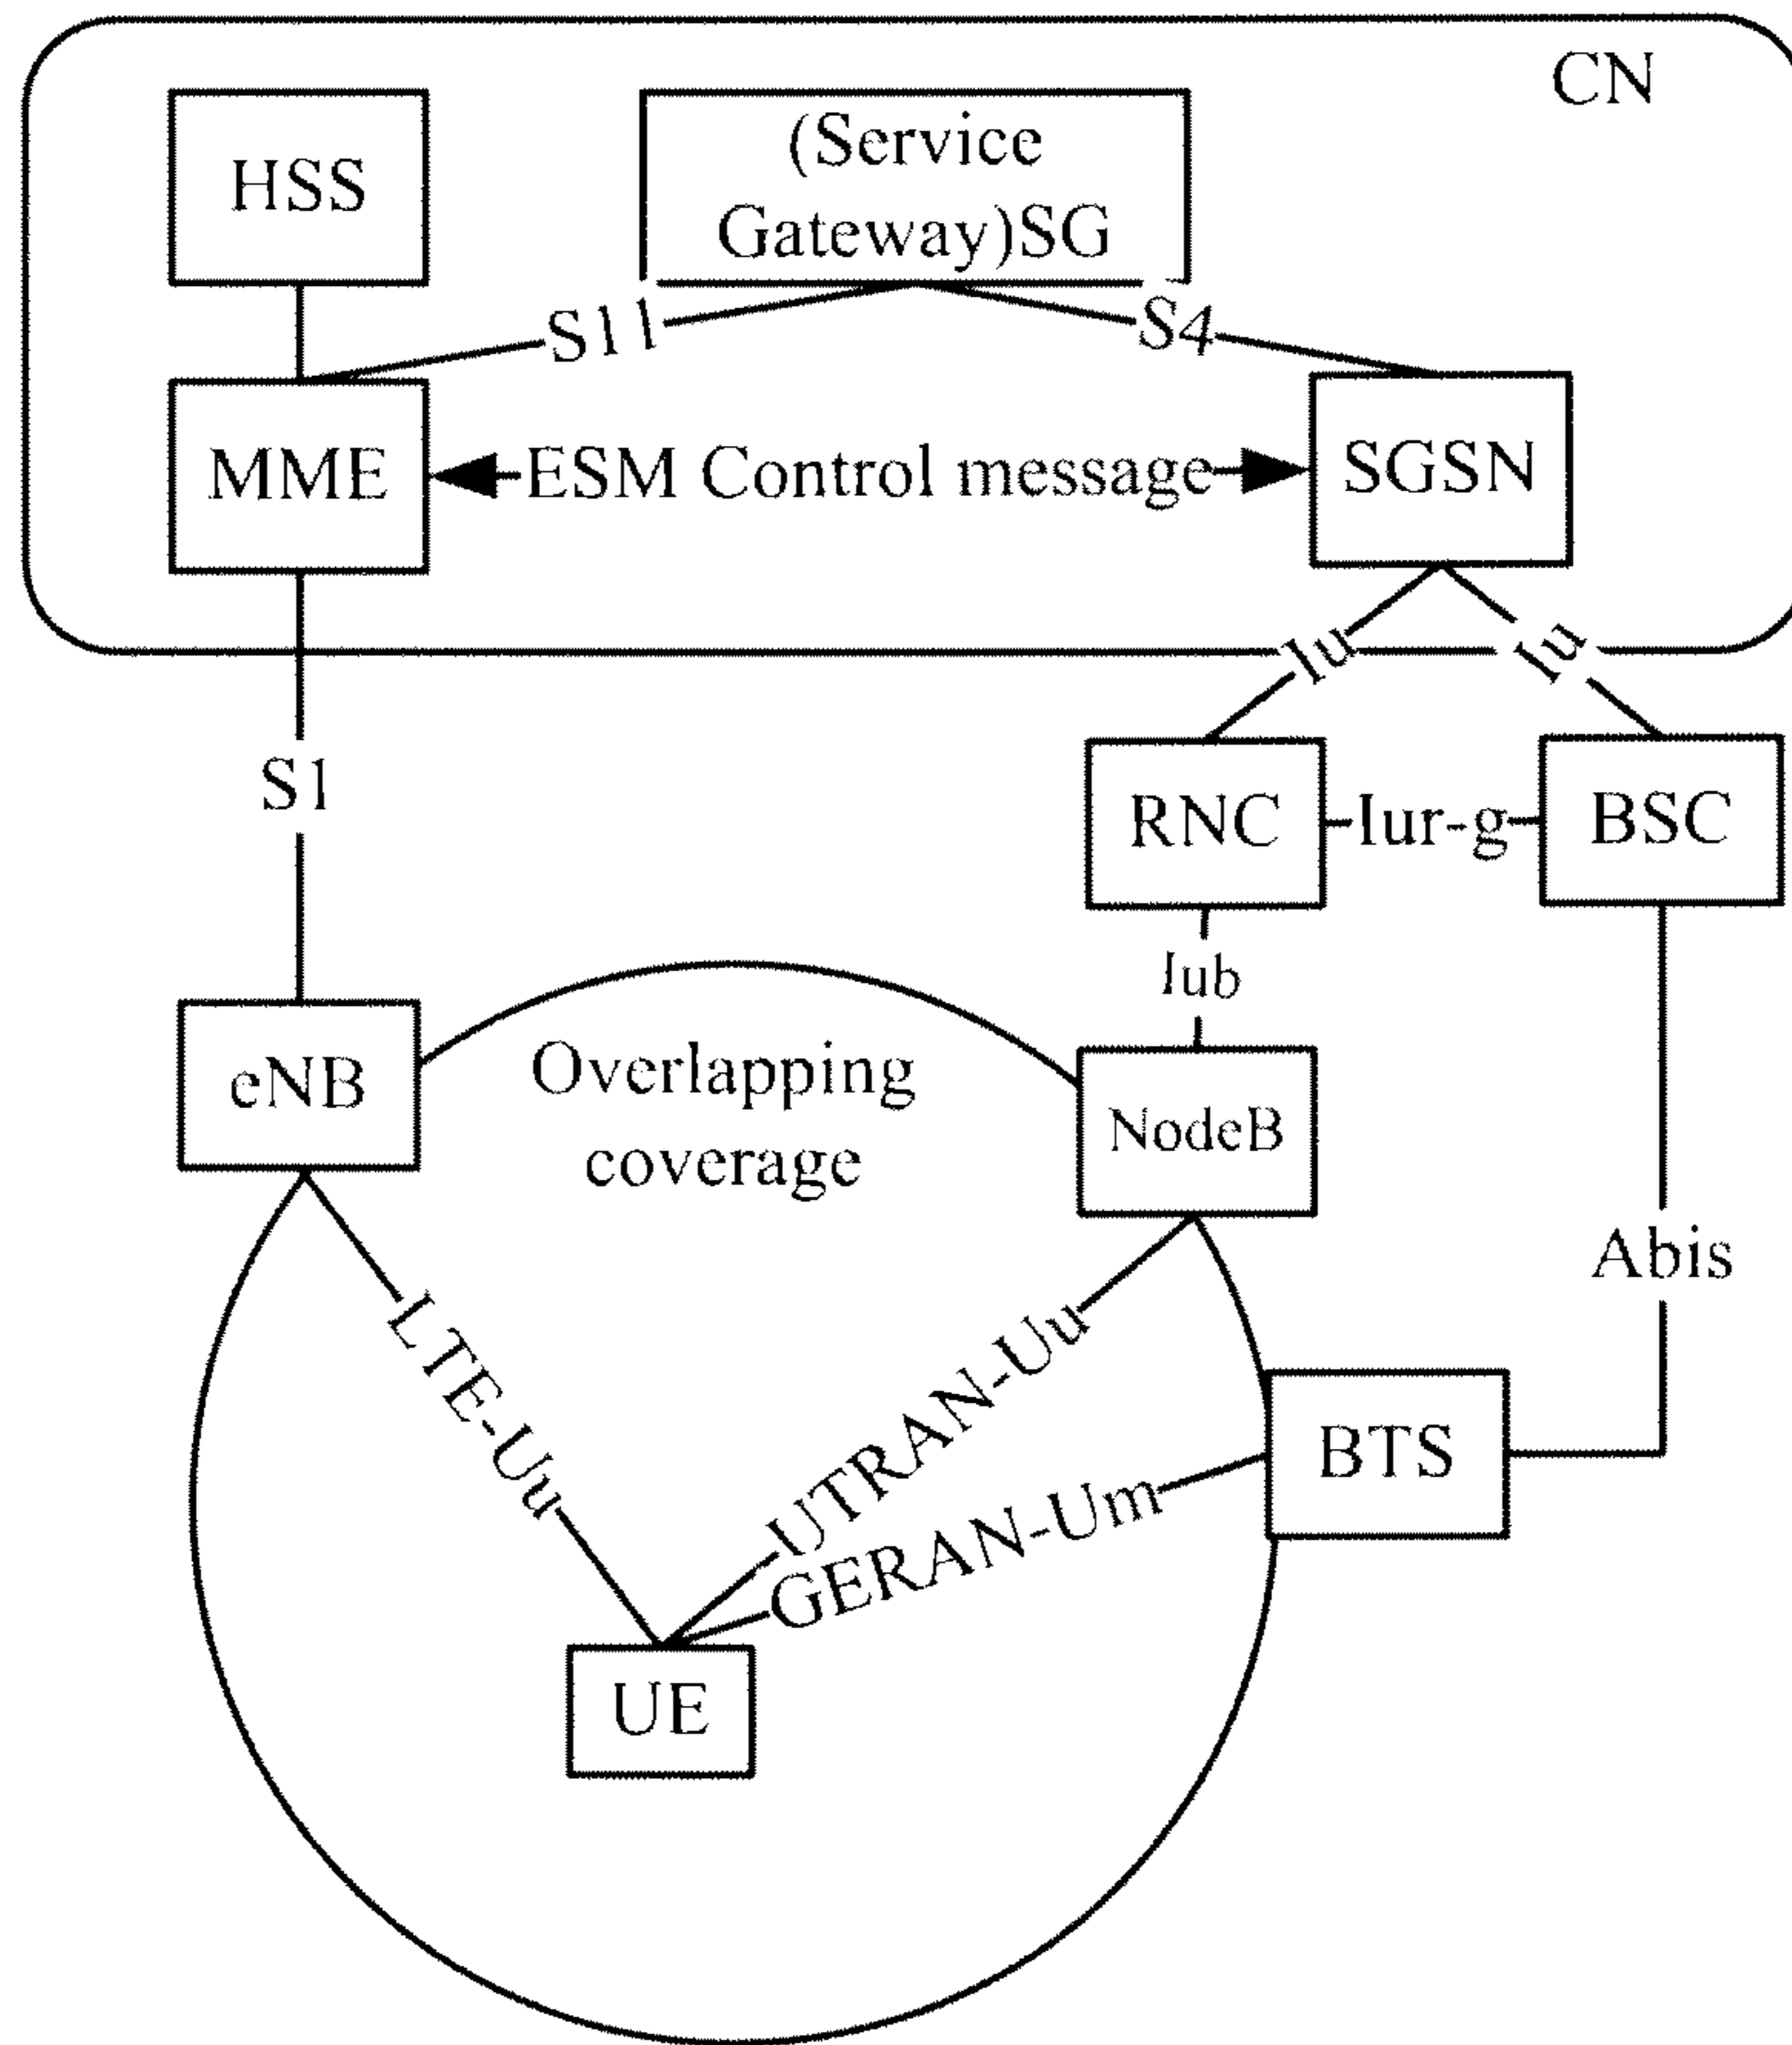 CN
HSS
(Service
Gateway)SG
S11
S4
MME
ESM Control message
SGSN
Iu
Iu
S1
RNC
Iur-g
BSC
Iub
eNB
Overlapping
coverage
NodeB
Abis
LTE-Uu
UTRAN-Uu
GERAN-Um
BTS
UE